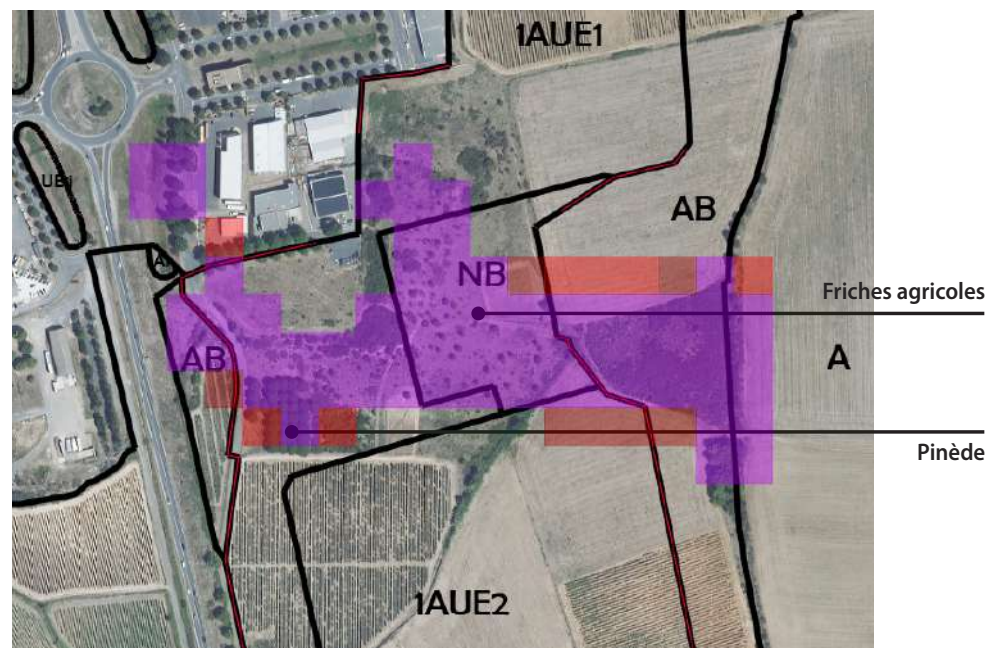 1AUE1
UE1
AB
A
NB
Friches agricoles
AB
A
Pinède
1AUE2